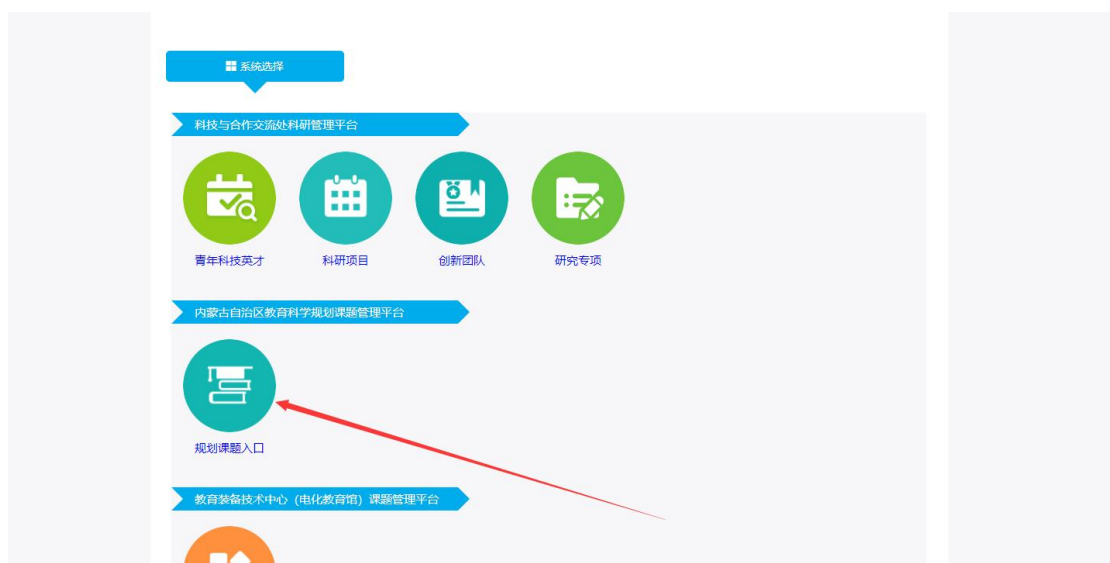 系统选择
科技与合作交流处科研管理平台
青年科技英才
科研项目
创新团队
研究专项
内蒙古自治区教育科学规划课题管理平台
规划课题入口
教育装备技术中心（电化教育馆）课题管理平台